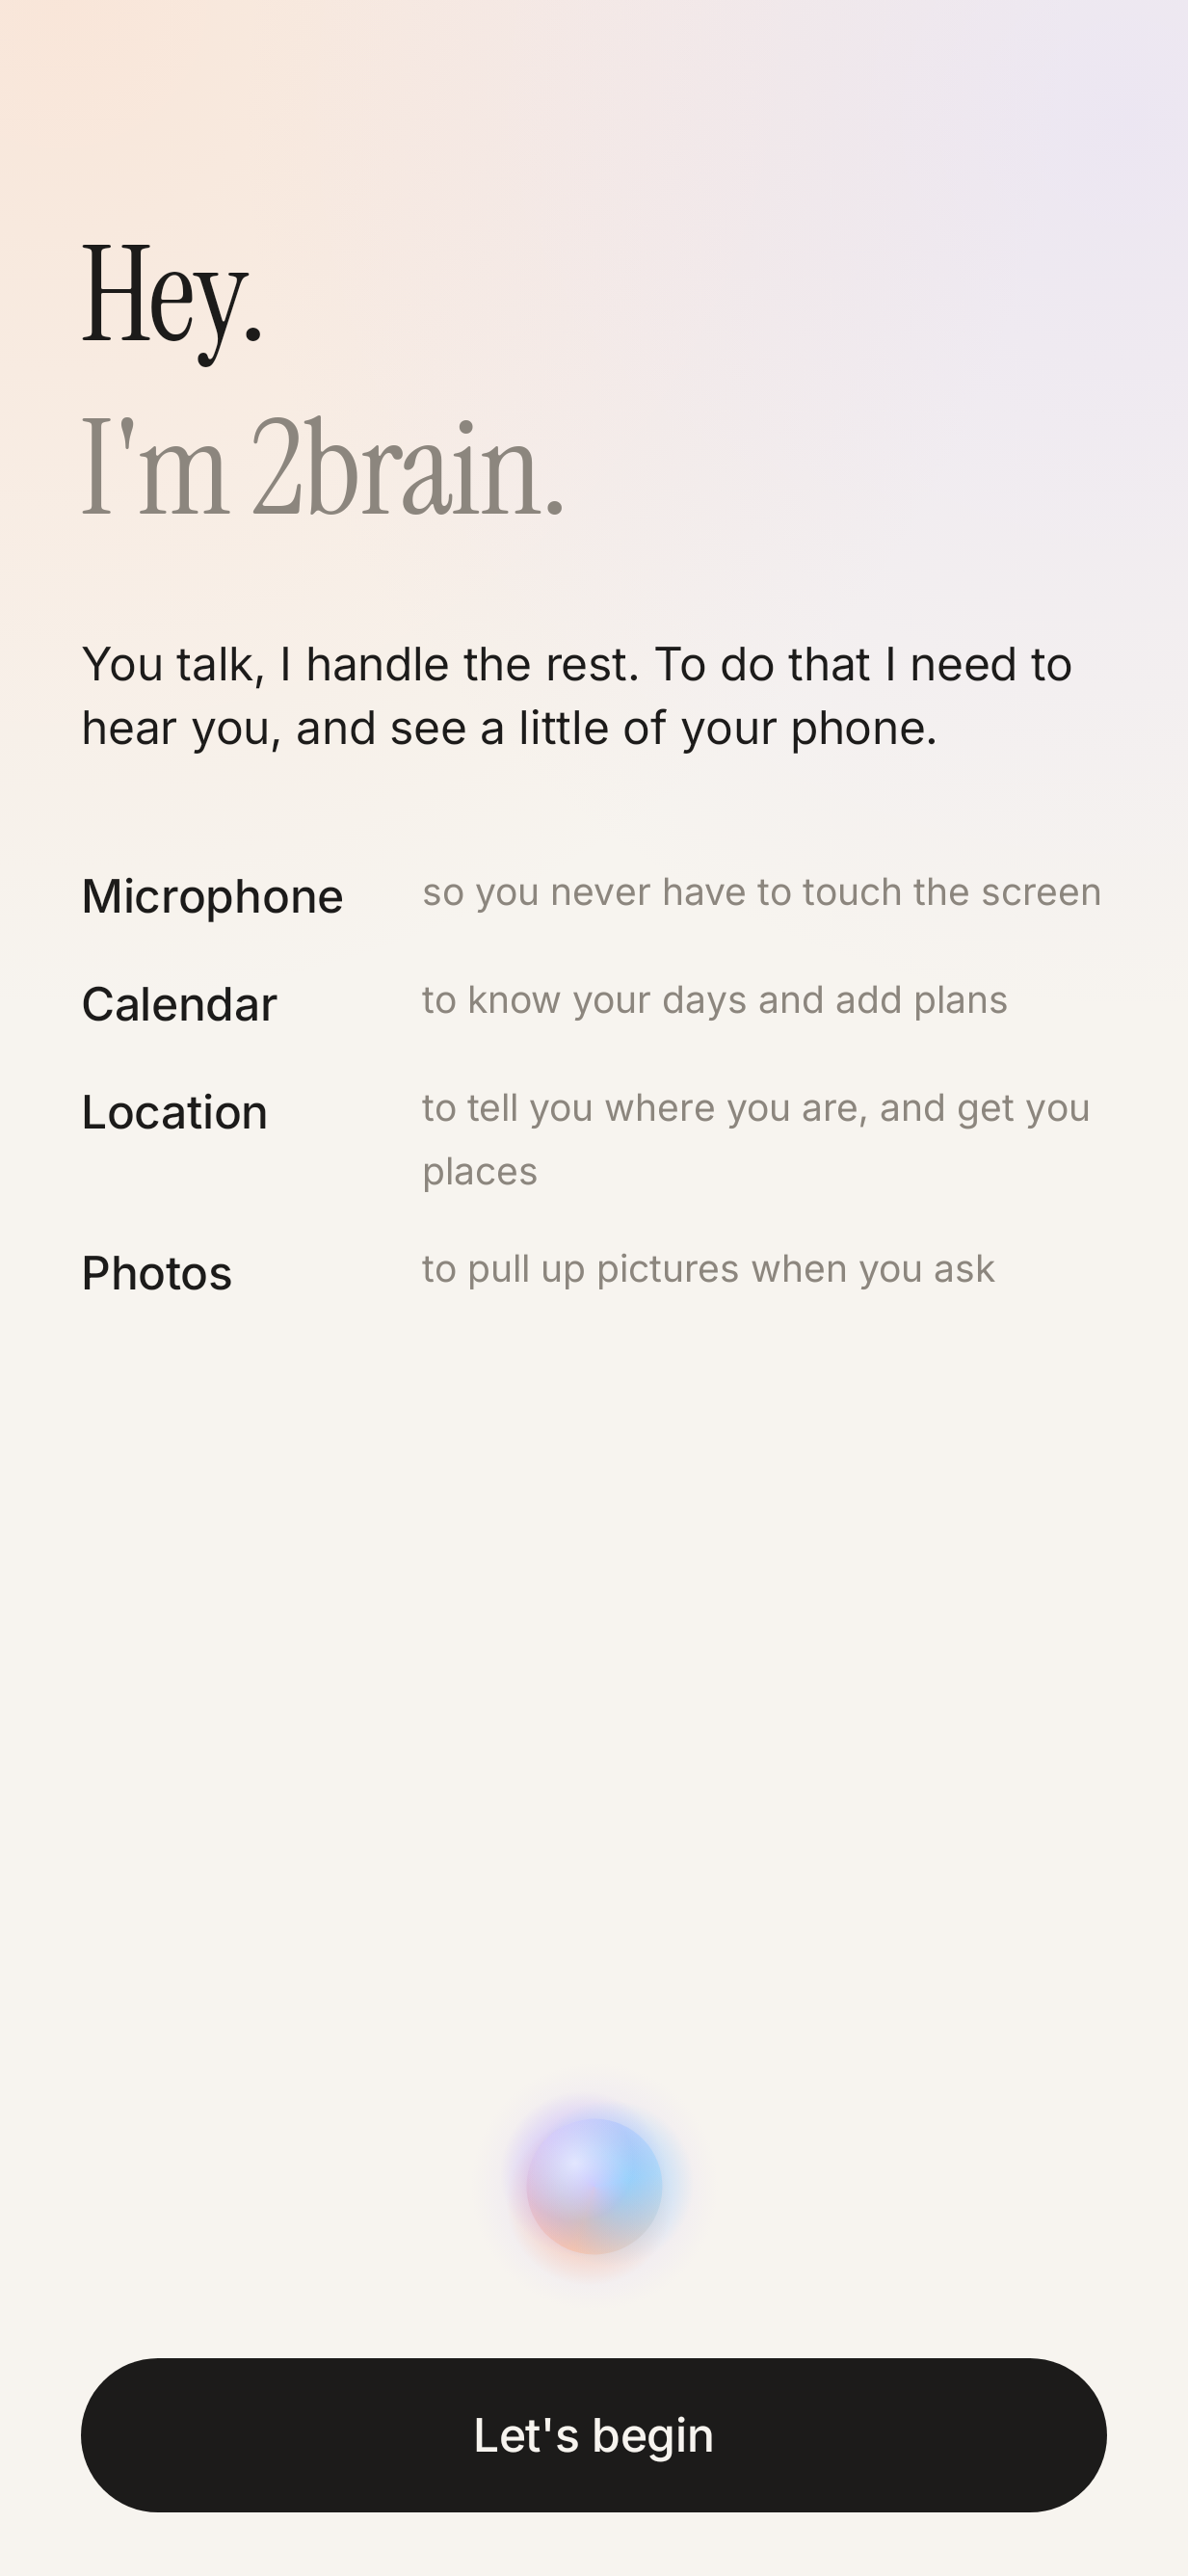 Hey.
I'm 2brain.
You talk, I handle the rest. To do that I need to
hear you, and see a little of your phone.
Microphone so you never have to touch the screen
Calendar to know your days and add plans
Location to tell you where you are, and get you
places
Photos to pull up pictures when you ask
Let's begin